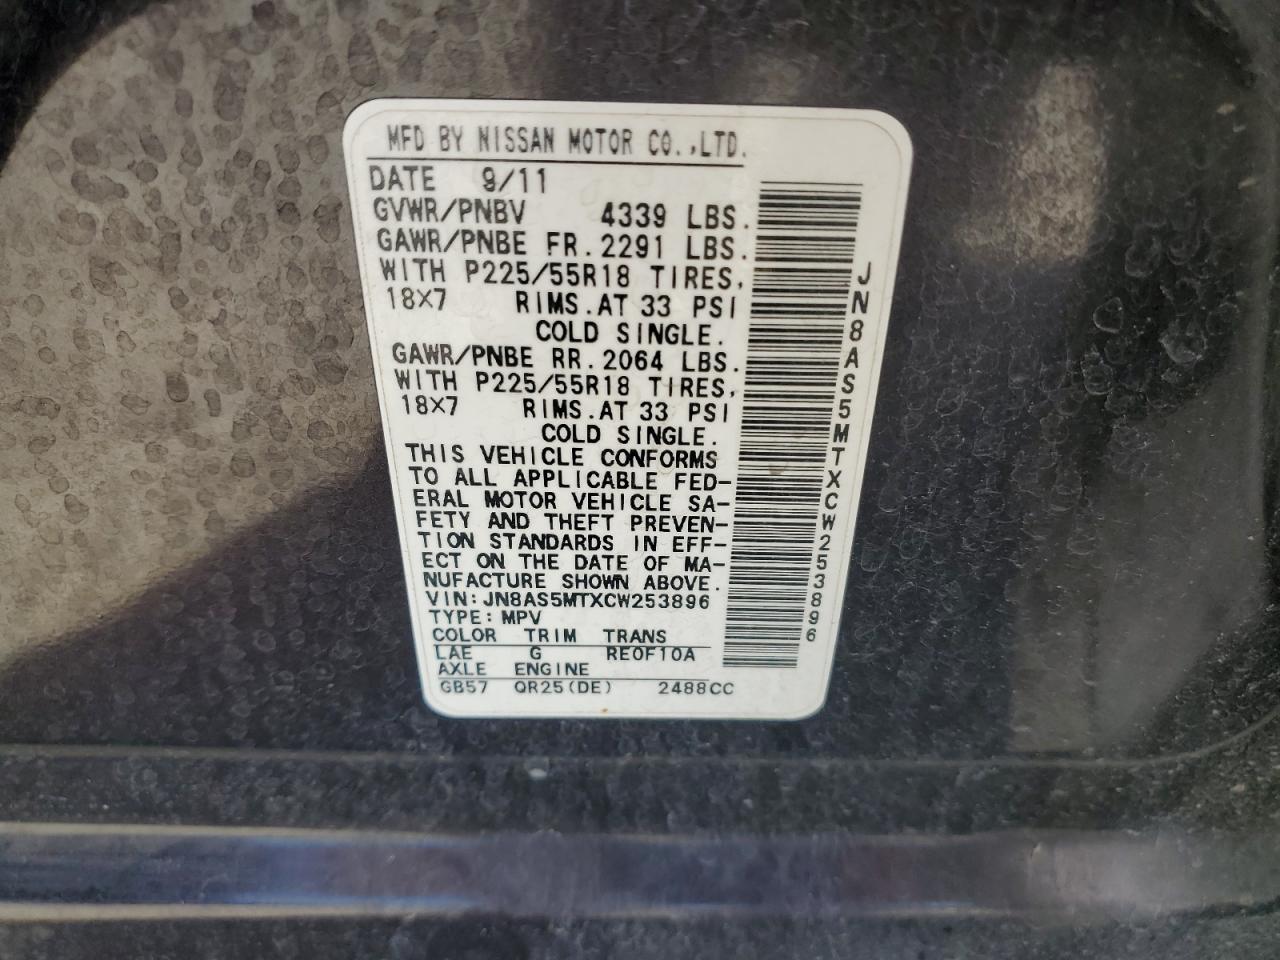 MFD BY NISSAN MOTOR CO.,LTD.
DATE 9/11
GVWR/PNBV 4339 LBS.
GAWR/PNBE FR.2291 LBS.
WITH P225/55R18 TIRES,
18X7 RIMS.AT 33 PSI
COLD SINGLE.
GAWR/PNBE RR.2064 LBS.
WITH P225/55R18 TIRES,
18X7 RIMS.AT 33 PSI
COLD SINGLE.
THIS VEHICLE CONFORMS
TO ALL APPLICABLE FED-
ERAL MOTOR VEHICLE SA-
FETY AND THEFT PREVEN-
TION STANDARDS IN EFF-
ECT ON THE DATE OF MA-
NUFACTURE SHOWN ABOVE.
VIN:JN8AS5MTXCW253896
TYPE:MPV
COLOR TRIM TRANS
LAE G RE0F10A
AXLE ENGINE
GB57 QR25(DE) 2488CC
JN8AS5MTXCW253896